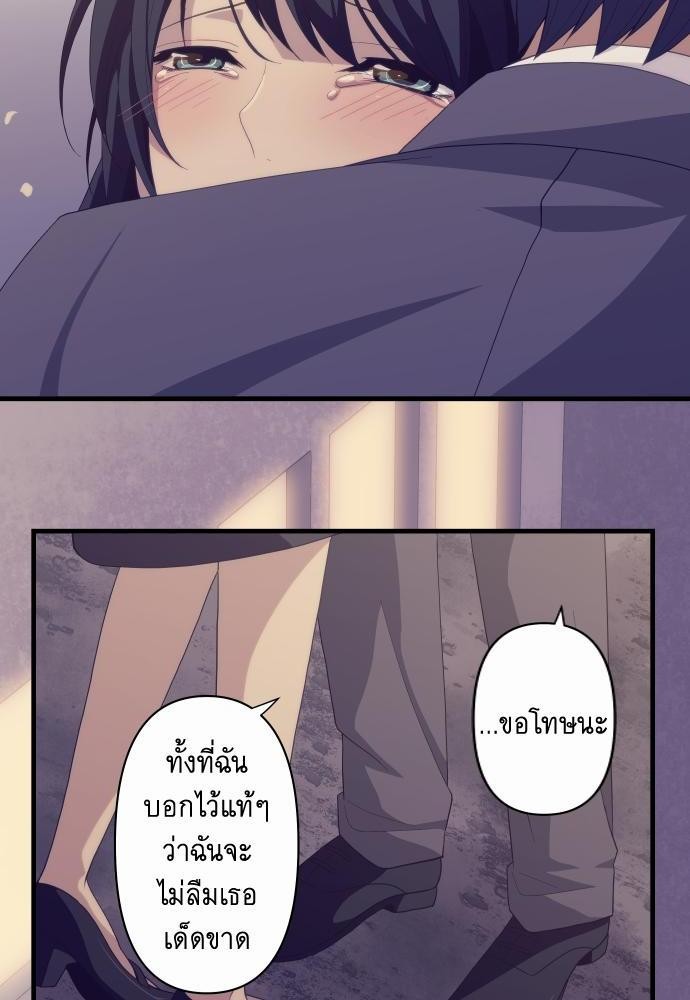 ...ขอโทษนะ
ทั้งที่ฉัน
บอกไว้แท้ๆ
ว่าฉันจะ
ไม่ลืมเธอ
เด็ดขาด